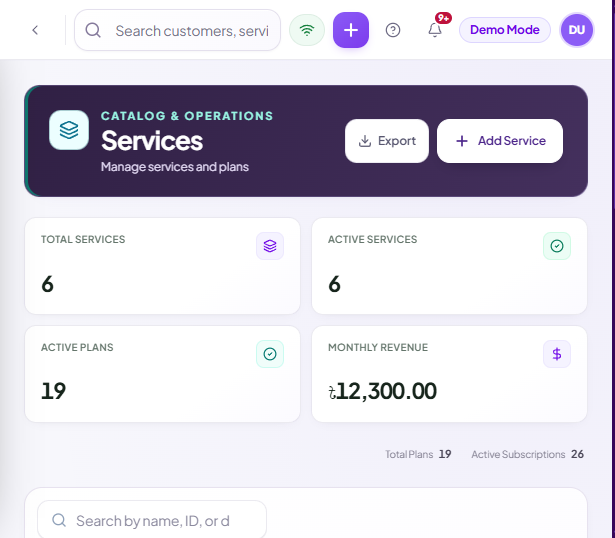 Search customers, servi
9+
Demo Mode
DU
CATALOG & OPERATIONS
Services
Manage services and plans
Export
Add Service
TOTAL SERVICES
6
ACTIVE SERVICES
6
ACTIVE PLANS
19
MONTHLY REVENUE
৳12,300.00
Total Plans 19 Active Subscriptions 26
Search by name, ID, or d